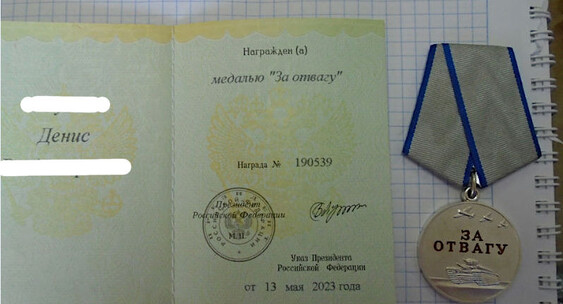 Денис
Награжден (а)
медалью "За отвагу"
Награда № 190539
Президент
Российской Федерации
М.П.
Указ Президента
Российской Федерации
от 13 мая 2023 года
ЗА
ОТВАГУ